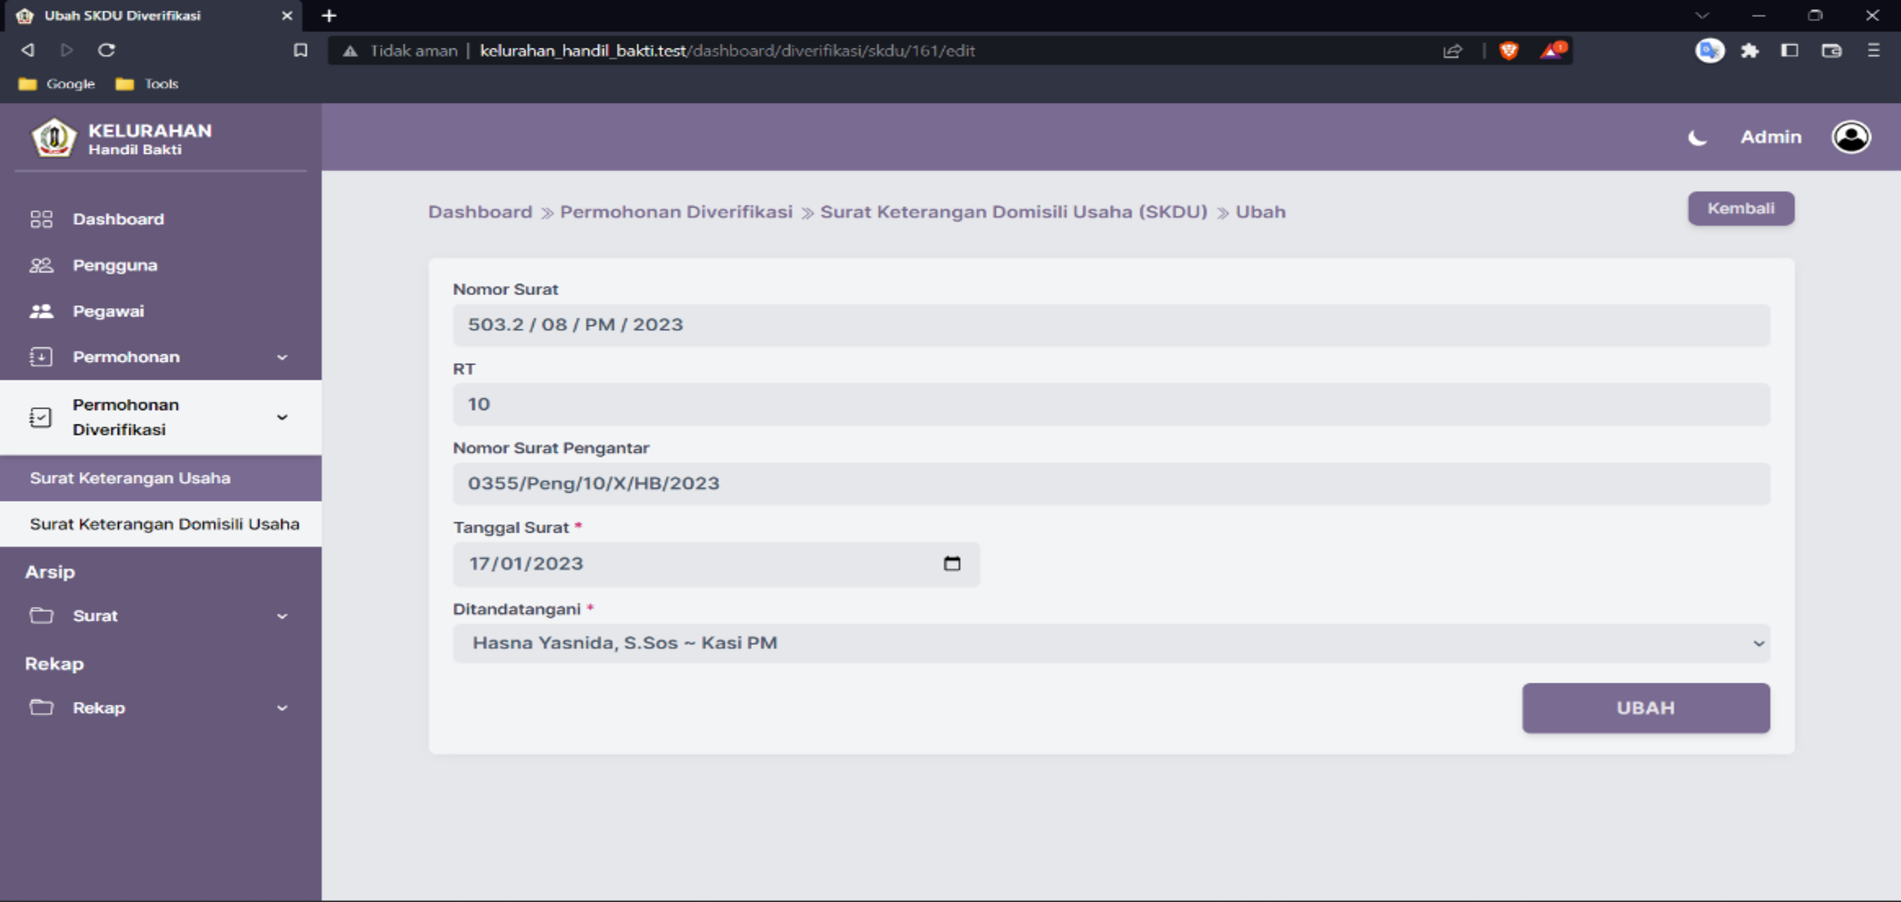 Ubah SKDU Diverifikasi
Tidak aman | kelurahan_handil_bakti.test/dashboard/diverifikasi/skdu/161/edit
1
Google Tools
KELURAHAN
Handil Bakti
Admin
Dashboard
Pengguna
Pegawai
Permohonan
Permohonan
Diverifikasi
Surat Keterangan Usaha
Surat Keterangan Domisili Usaha
Arsip
Surat
Rekap
Rekap
Dashboard » Permohonan Diverifikasi » Surat Keterangan Domisili Usaha (SKDU) » Ubah
Kembali
Nomor Surat
503.2 / 08 / PM / 2023
RT
10
Nomor Surat Pengantar
0355/Peng/10/X/HB/2023
Tanggal Surat *
17/01/2023
Ditandatangani *
Hasna Yasnida, S.Sos ~ Kasi PM
UBAH